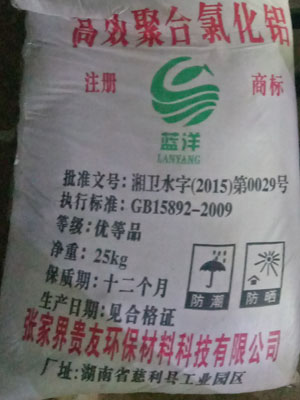 高效聚合氯化铝
注册 商标
蓝洋
LANYANG
批准文号：湘卫水字(2015)第0029号
执行标准：GB15892-2009
等级：优等品
净重：25kg
保质期：十二个月
生产日期：见合格证
防潮 防晒
张家界贵友环保材料科技有限公司
厂址：湖南省慈利县工业园区